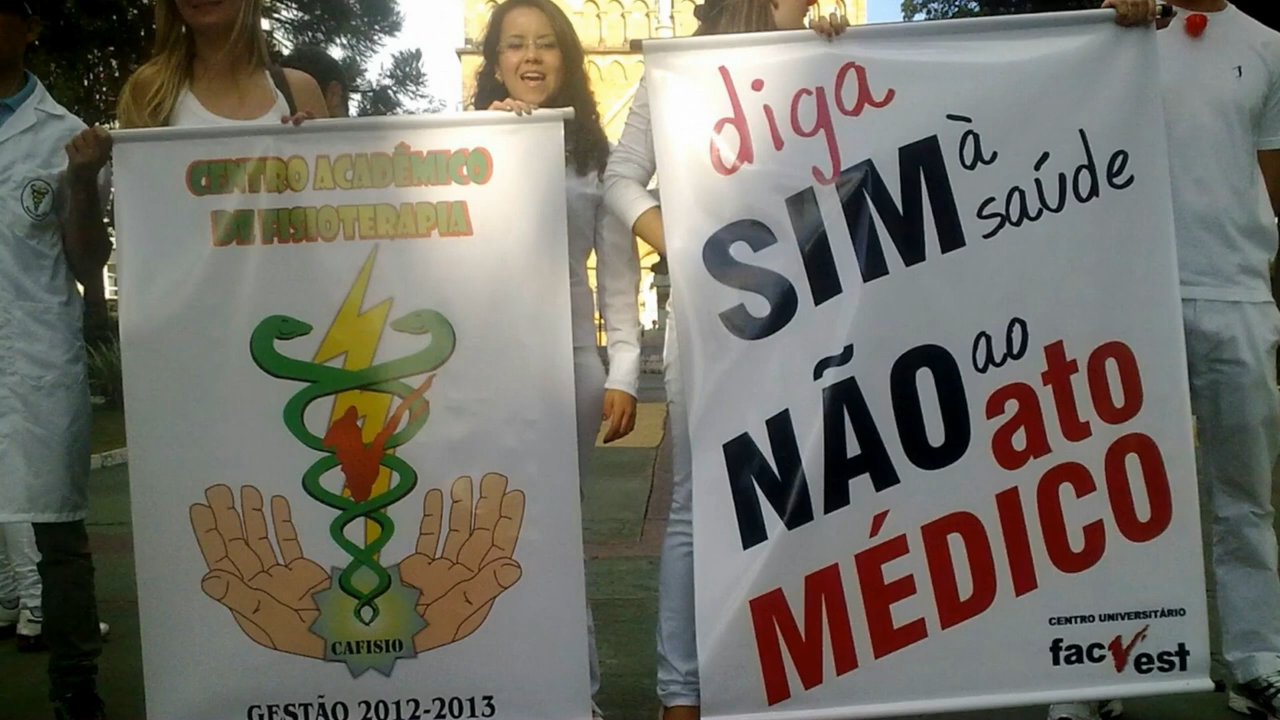 CENTRO ACADÊMICO
DE FISIOTERAPIA
CAFISIO
GESTÃO 2012-2013
diga
SIM à
saúde
NÃO ao
ato
MÉDICO
CENTRO UNIVERSITÁRIO
facvest